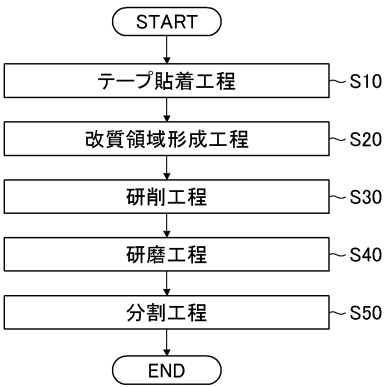 START
テープ貼着工程 S10
改質領域形成工程 S20
研削工程 S30
研磨工程 S40
分割工程 S50
END